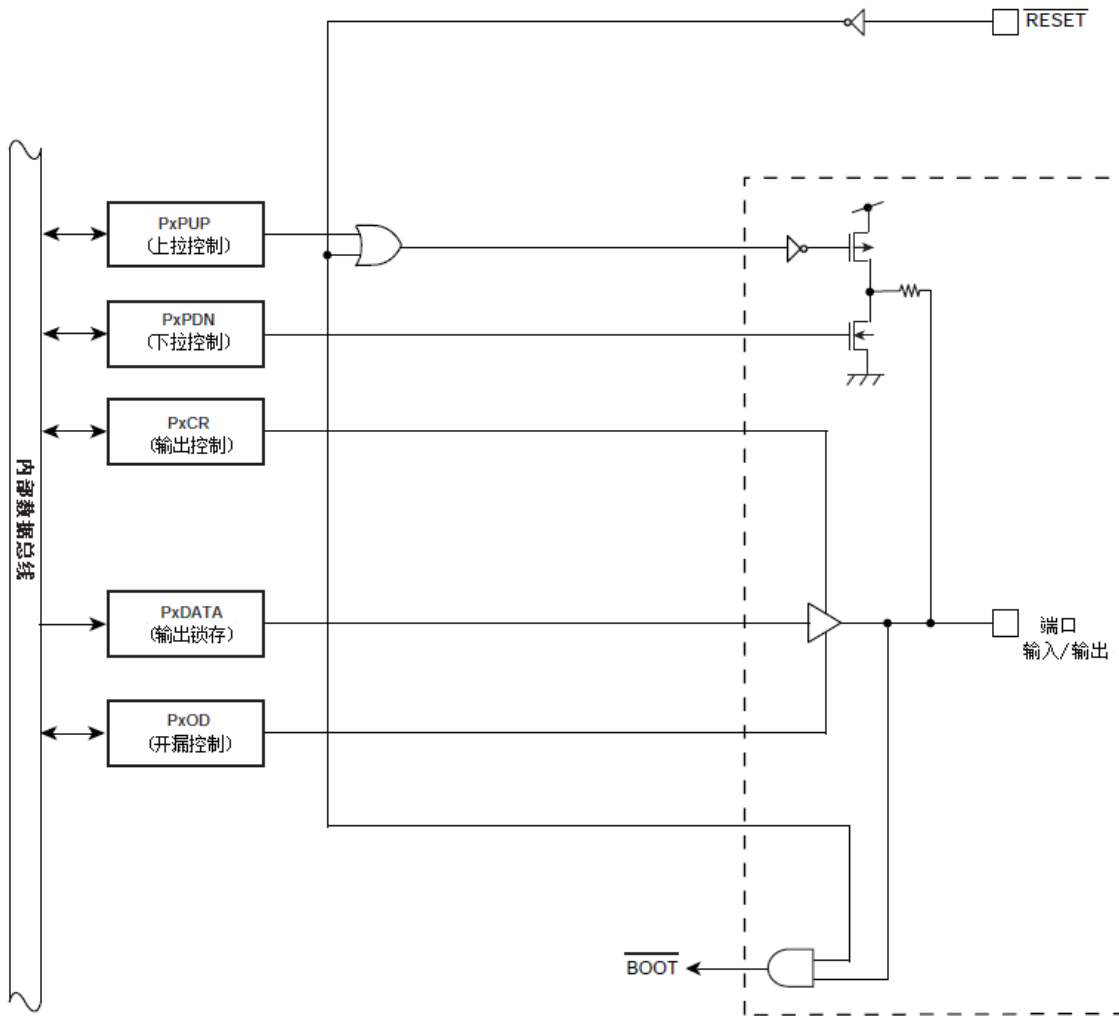 RESET
PxPUP
(上拉控制)
PxPDN
(下拉控制)
PxCR
(输出控制)
内部数据总线
PxDATA
(输出锁存)
端口
输入/输出
PxOD
(开漏控制)
BOOT